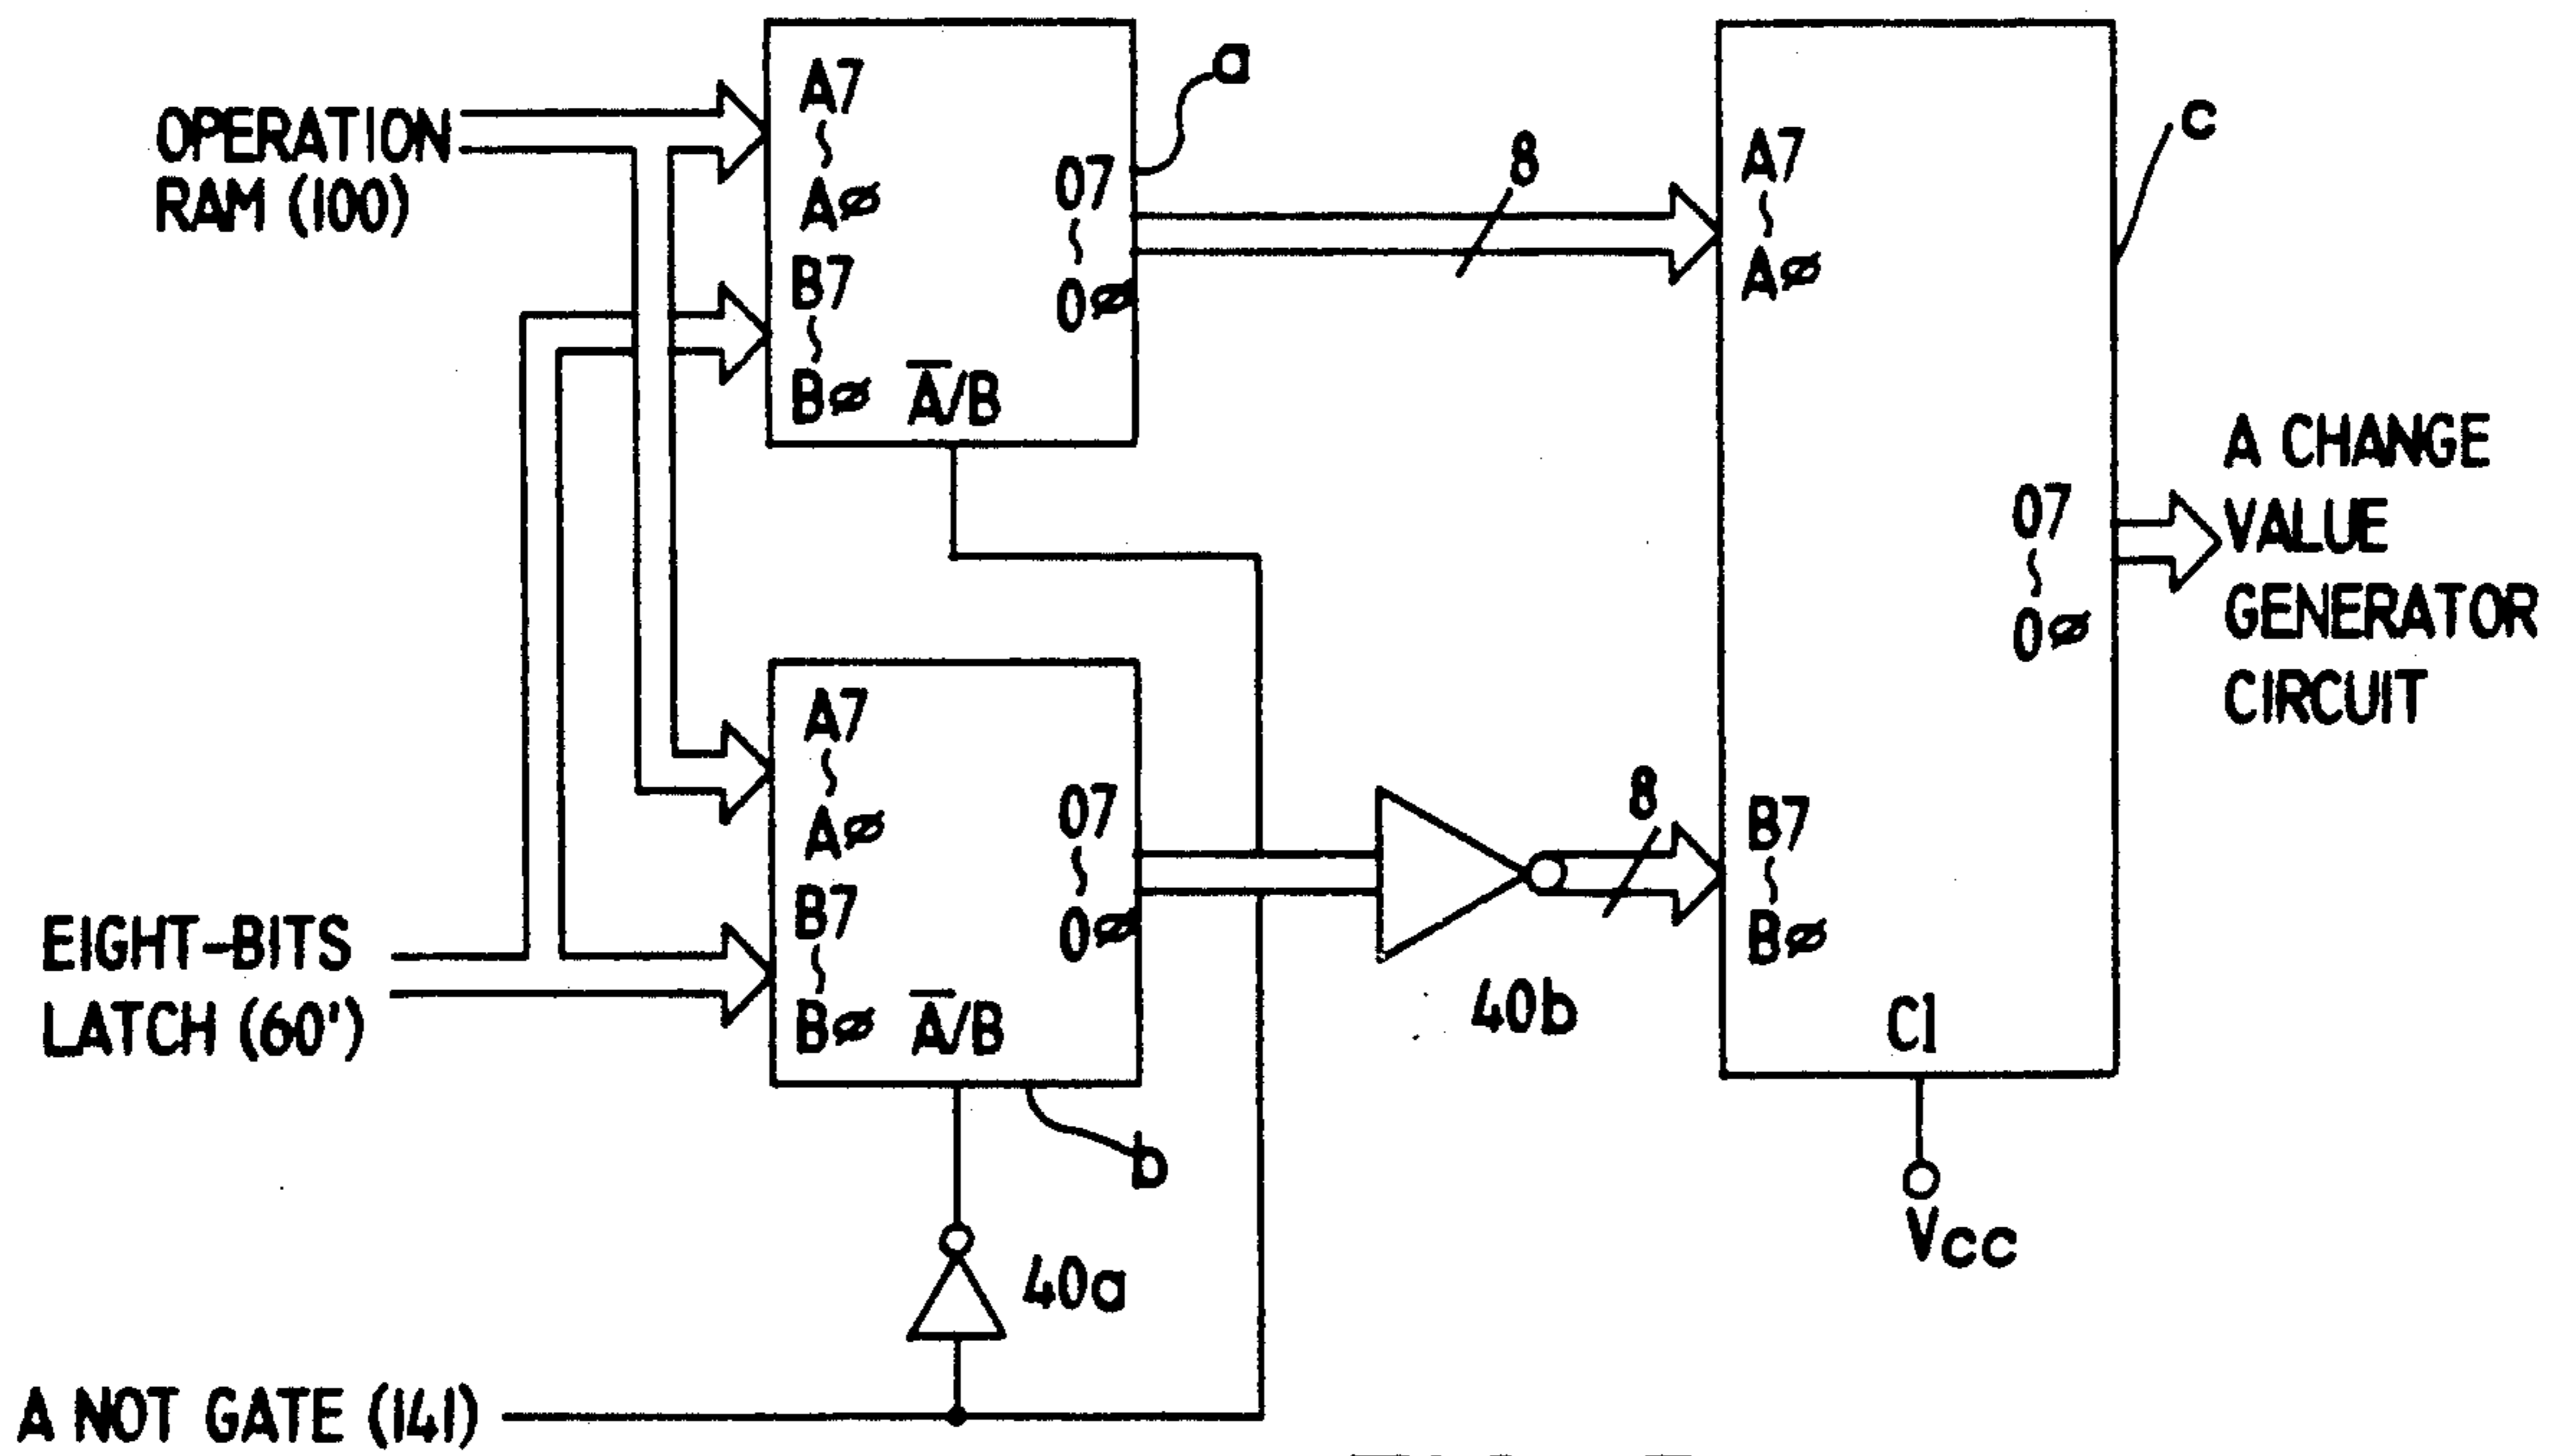 OPERATION
RAM (100)
A7
~
AØ
B7
~
BØ
A̅/B
07
~
0Ø
a
8
A7
~
AØ
c
07
~
0Ø
A CHANGE
VALUE
GENERATOR
CIRCUIT
EIGHT-BITS
LATCH (60')
A7
~
AØ
B7
~
BØ
A̅/B
07
~
0Ø
b
40b
8
B7
~
BØ
C1
Vcc
40a
A NOT GATE (141)